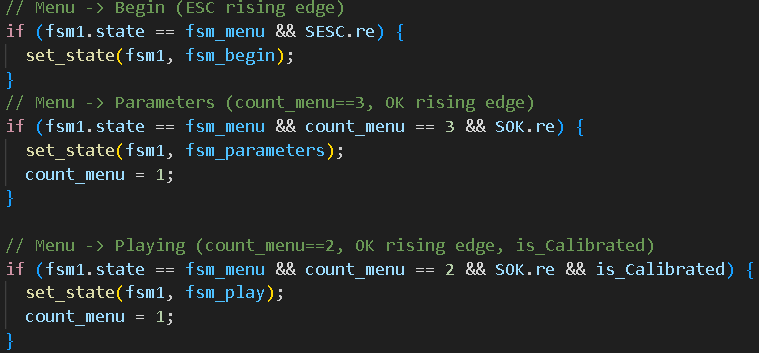 // Menu -> Begin (ESC rising edge)
if (fsm1.state == fsm_menu && SESC.re) {
  set_state(fsm1, fsm_begin);
}
// Menu -> Parameters (count_menu==3, OK rising edge)
if (fsm1.state == fsm_menu && count_menu == 3 && SOK.re) {
  set_state(fsm1, fsm_parameters);
  count_menu = 1;
}

// Menu -> Playing (count_menu==2, OK rising edge, is_Calibrated)
if (fsm1.state == fsm_menu && count_menu == 2 && SOK.re && is_Calibrated) {
  set_state(fsm1, fsm_play);
  count_menu = 1;
}